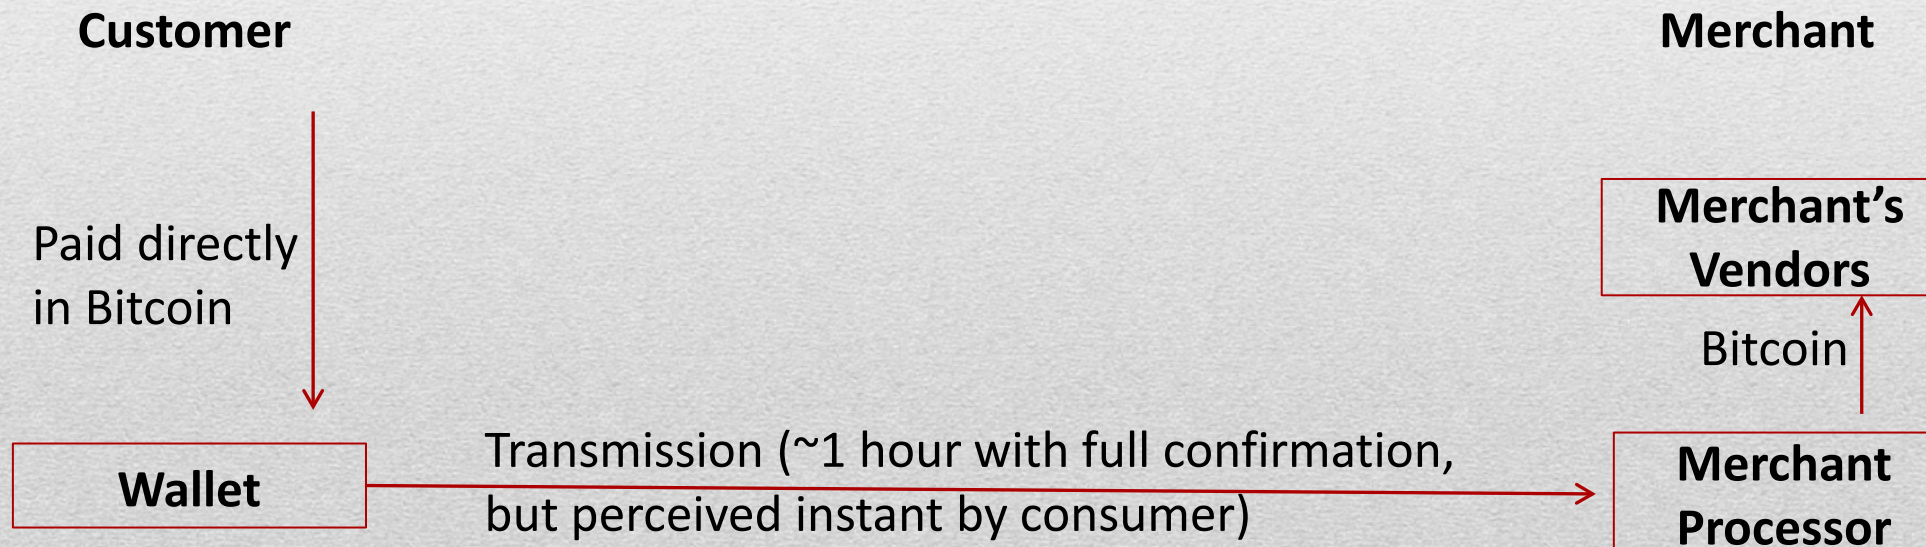 Customer
Merchant
Merchant’s
Vendors
Paid directly
in Bitcoin
Bitcoin
Wallet
Transmission (~1 hour with full confirmation,
but perceived instant by consumer)
Merchant
Processor